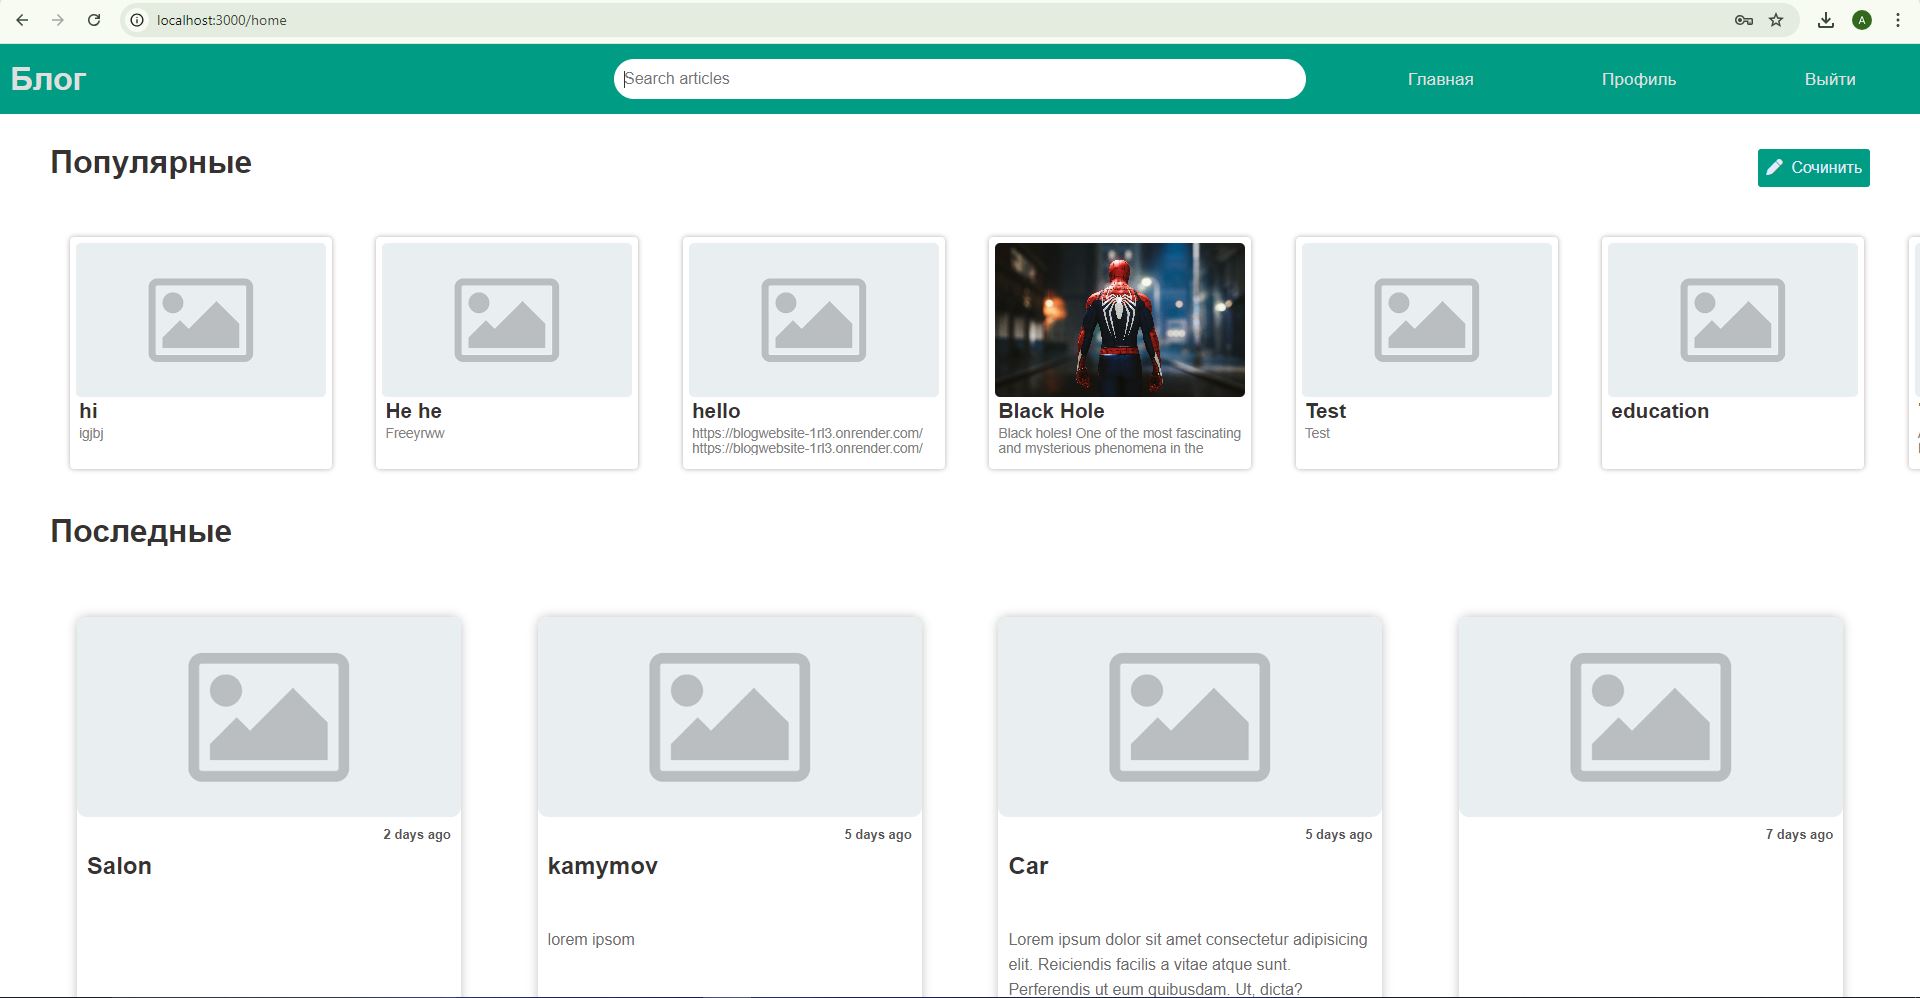 localhost:3000/home
A
Блог
Search articles
Главная
Профиль
Выйти
Популярные
Сочинить
hi
igjbj
He he
Freeyrww
hello
https://blogwebsite-1rl3.onrender.com/
https://blogwebsite-1rl3.onrender.com/
Black Hole
Black holes! One of the most fascinating
and mysterious phenomena in the
Test
Test
education
Последные
2 days ago
Salon
5 days ago
kamymov
lorem ipsom
5 days ago
Car
Lorem ipsum dolor sit amet consectetur adipisicing
elit. Reiciendis facilis a vitae atque sunt.
Perferendis ut eum quibusdam. Ut, dicta?
7 days ago